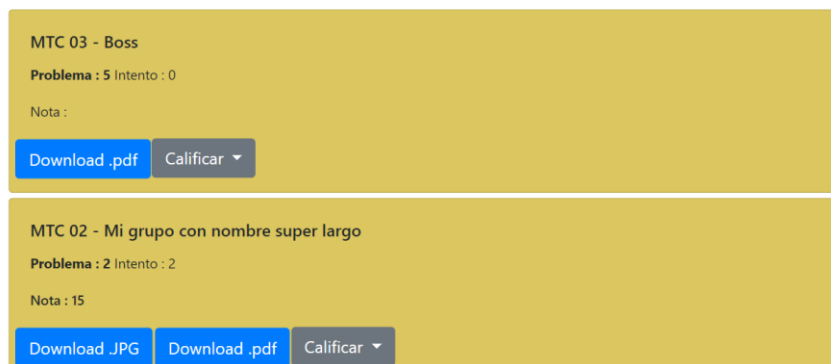 MTC 03 - Boss
Problema : 5 Intento : 0
Nota :
Download .pdf Calificar
MTC 02 - Mi grupo con nombre super largo
Problema : 2 Intento : 2
Nota : 15
Download .JPG Download .pdf Calificar